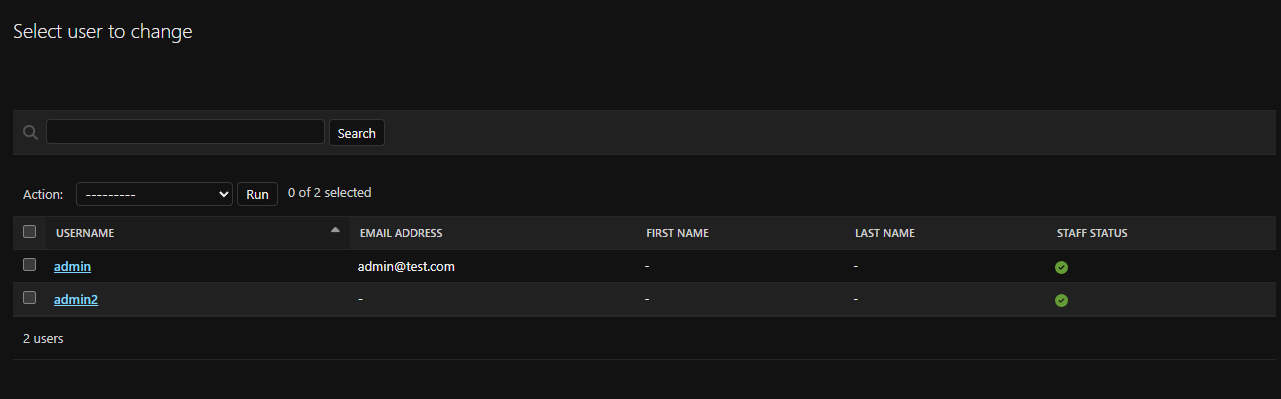 Select user to change
Search
Action: --------- Run 0 of 2 selected
USERNAME EMAIL ADDRESS FIRST NAME LAST NAME STAFF STATUS
admin admin@test.com - -
admin2 - - -
2 users